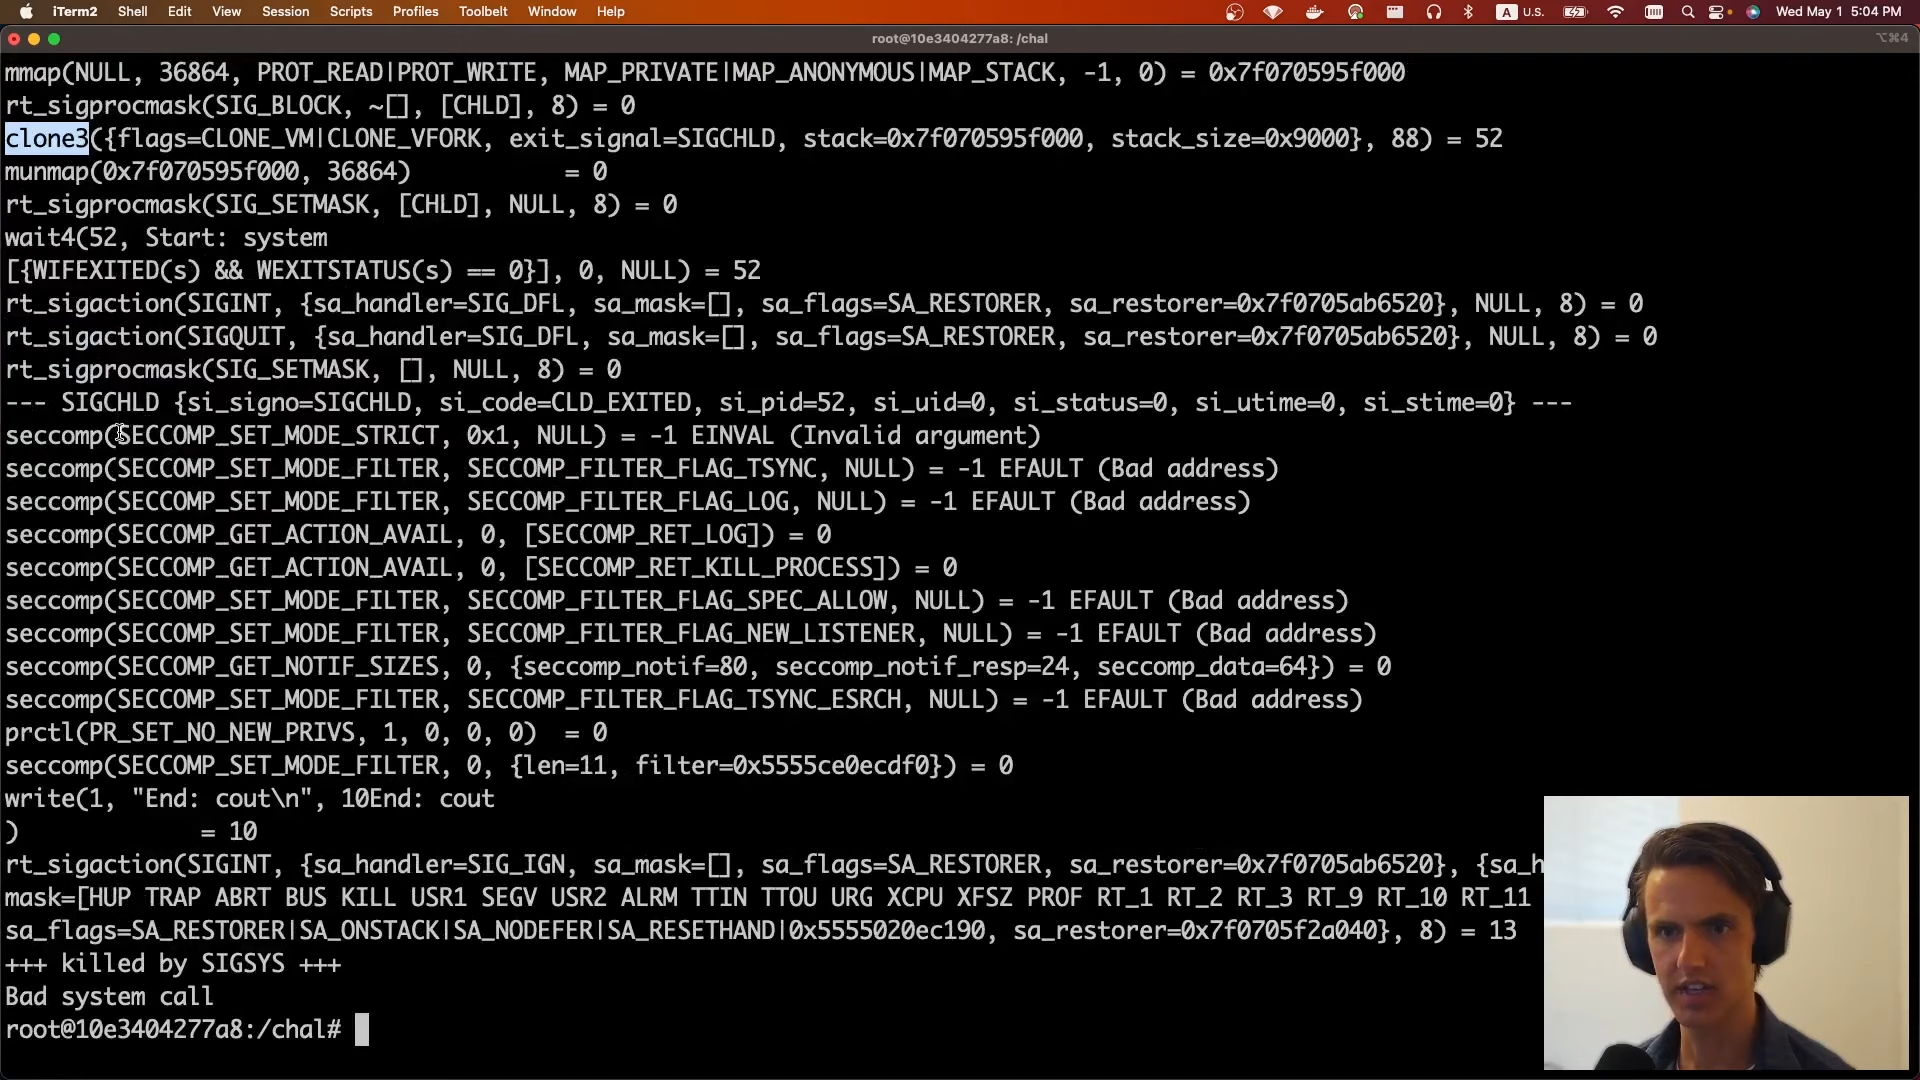 iTerm2 Shell Edit View Session Scripts Profiles Toolbelt Window Help A U.S. Wed May 1 5:04 PM
root@10e3404277a8: /chal ⌥⌘4
mmap(NULL, 36864, PROT_READ|PROT_WRITE, MAP_PRIVATE|MAP_ANONYMOUS|MAP_STACK, -1, 0) = 0x7f070595f000
rt_sigprocmask(SIG_BLOCK, ~[], [CHLD], 8) = 0
clone3({flags=CLONE_VM|CLONE_VFORK, exit_signal=SIGCHLD, stack=0x7f070595f000, stack_size=0x9000}, 88) = 52
munmap(0x7f070595f000, 36864)           = 0
rt_sigprocmask(SIG_SETMASK, [CHLD], NULL, 8) = 0
wait4(52, Start: system
[{WIFEXITED(s) && WEXITSTATUS(s) == 0}], 0, NULL) = 52
rt_sigaction(SIGINT, {sa_handler=SIG_DFL, sa_mask=[], sa_flags=SA_RESTORER, sa_restorer=0x7f0705ab6520}, NULL, 8) = 0
rt_sigaction(SIGQUIT, {sa_handler=SIG_DFL, sa_mask=[], sa_flags=SA_RESTORER, sa_restorer=0x7f0705ab6520}, NULL, 8) = 0
rt_sigprocmask(SIG_SETMASK, [], NULL, 8) = 0
--- SIGCHLD {si_signo=SIGCHLD, si_code=CLD_EXITED, si_pid=52, si_uid=0, si_status=0, si_utime=0, si_stime=0} ---
seccomp(SECCOMP_SET_MODE_STRICT, 0x1, NULL) = -1 EINVAL (Invalid argument)
seccomp(SECCOMP_SET_MODE_FILTER, SECCOMP_FILTER_FLAG_TSYNC, NULL) = -1 EFAULT (Bad address)
seccomp(SECCOMP_SET_MODE_FILTER, SECCOMP_FILTER_FLAG_LOG, NULL) = -1 EFAULT (Bad address)
seccomp(SECCOMP_GET_ACTION_AVAIL, 0, [SECCOMP_RET_LOG]) = 0
seccomp(SECCOMP_GET_ACTION_AVAIL, 0, [SECCOMP_RET_KILL_PROCESS]) = 0
seccomp(SECCOMP_SET_MODE_FILTER, SECCOMP_FILTER_FLAG_SPEC_ALLOW, NULL) = -1 EFAULT (Bad address)
seccomp(SECCOMP_SET_MODE_FILTER, SECCOMP_FILTER_FLAG_NEW_LISTENER, NULL) = -1 EFAULT (Bad address)
seccomp(SECCOMP_GET_NOTIF_SIZES, 0, {seccomp_notif=80, seccomp_notif_resp=24, seccomp_data=64}) = 0
seccomp(SECCOMP_SET_MODE_FILTER, SECCOMP_FILTER_FLAG_TSYNC_ESRCH, NULL) = -1 EFAULT (Bad address)
prctl(PR_SET_NO_NEW_PRIVS, 1, 0, 0, 0)  = 0
seccomp(SECCOMP_SET_MODE_FILTER, 0, {len=11, filter=0x5555ce0ecdf0}) = 0
write(1, "End: cout\n", 10End: cout
)             = 10
rt_sigaction(SIGINT, {sa_handler=SIG_IGN, sa_mask=[], sa_flags=SA_RESTORER, sa_restorer=0x7f0705ab6520}, {sa_h
mask=[HUP TRAP ABRT BUS KILL USR1 SEGV USR2 ALRM TTIN TTOU URG XCPU XFSZ PROF RT_1 RT_2 RT_3 RT_9 RT_10 RT_11
sa_flags=SA_RESTORER|SA_ONSTACK|SA_NODEFER|SA_RESETHAND|0x5555020ec190, sa_restorer=0x7f0705f2a040}, 8) = 13
+++ killed by SIGSYS +++
Bad system call
root@10e3404277a8:/chal#